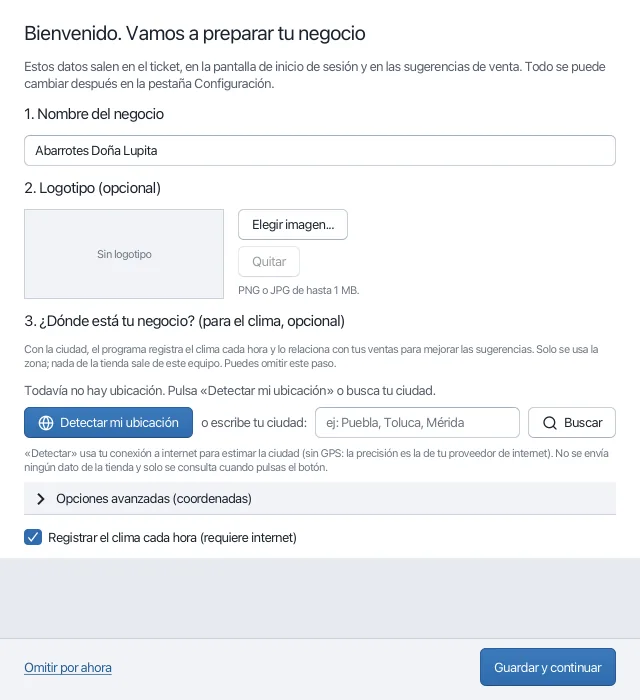 Bienvenido. Vamos a preparar tu negocio
Estos datos salen en el ticket, en la pantalla de inicio de sesión y en las sugerencias de venta. Todo se puede
cambiar después en la pestaña Configuración.
1. Nombre del negocio
Abarrotes Doña Lupita
2. Logotipo (opcional)
Sin logotipo
Elegir imagen...
Quitar
PNG o JPG de hasta 1 MB.
3. ¿Dónde está tu negocio? (para el clima, opcional)
Con la ciudad, el programa registra el clima cada hora y lo relaciona con tus ventas para mejorar las sugerencias. Solo se usa la
zona; nada de la tienda sale de este equipo. Puedes omitir este paso.
Todavía no hay ubicación. Pulsa «Detectar mi ubicación» o busca tu ciudad.
Detectar mi ubicación o escribe tu ciudad: ej: Puebla, Toluca, Mérida Buscar
«Detectar» usa tu conexión a internet para estimar la ciudad (sin GPS: la precisión es la de tu proveedor de internet). No se envía
ningún dato de la tienda y solo se consulta cuando pulsas el botón.
Opciones avanzadas (coordenadas)
Registrar el clima cada hora (requiere internet)
Omitir por ahora Guardar y continuar